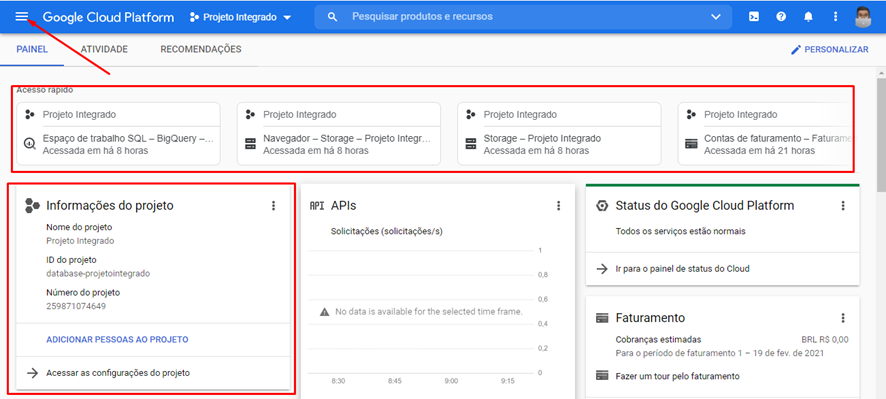 Google Cloud Platform
Projeto Integrado
Pesquisar produtos e recursos
PAINEL
ATIVIDADE
RECOMENDAÇÕES
PERSONALIZAR
Acesso rápido
Projeto Integrado
Espaço de trabalho SQL – BigQuery – ...
Acessada em há 8 horas
Projeto Integrado
Navegador – Storage – Projeto Integr...
Acessada em há 8 horas
Projeto Integrado
Storage – Projeto Integrado
Acessada em há 8 horas
Projeto Integrado
Contas de faturamento – Faturame
Acessada em há 21 horas
Informações do projeto
Nome do projeto
Projeto Integrado
ID do projeto
database-projetointegrado
Número do projeto
259871074649
ADICIONAR PESSOAS AO PROJETO
Acessar as configurações do projeto
API APIs
Solicitações (solicitações/s)
1
0,8
0,6
No data is available for the selected time frame.
0,4
0,2
0
8:30
8:45
9:00
9:15
Status do Google Cloud Platform
Todos os serviços estão normais
Ir para o painel de status do Cloud
Faturamento
Cobranças estimadas
BRL R$ 0,00
Para o período de faturamento 1 – 19 de fev. de 2021
Fazer um tour pelo faturamento